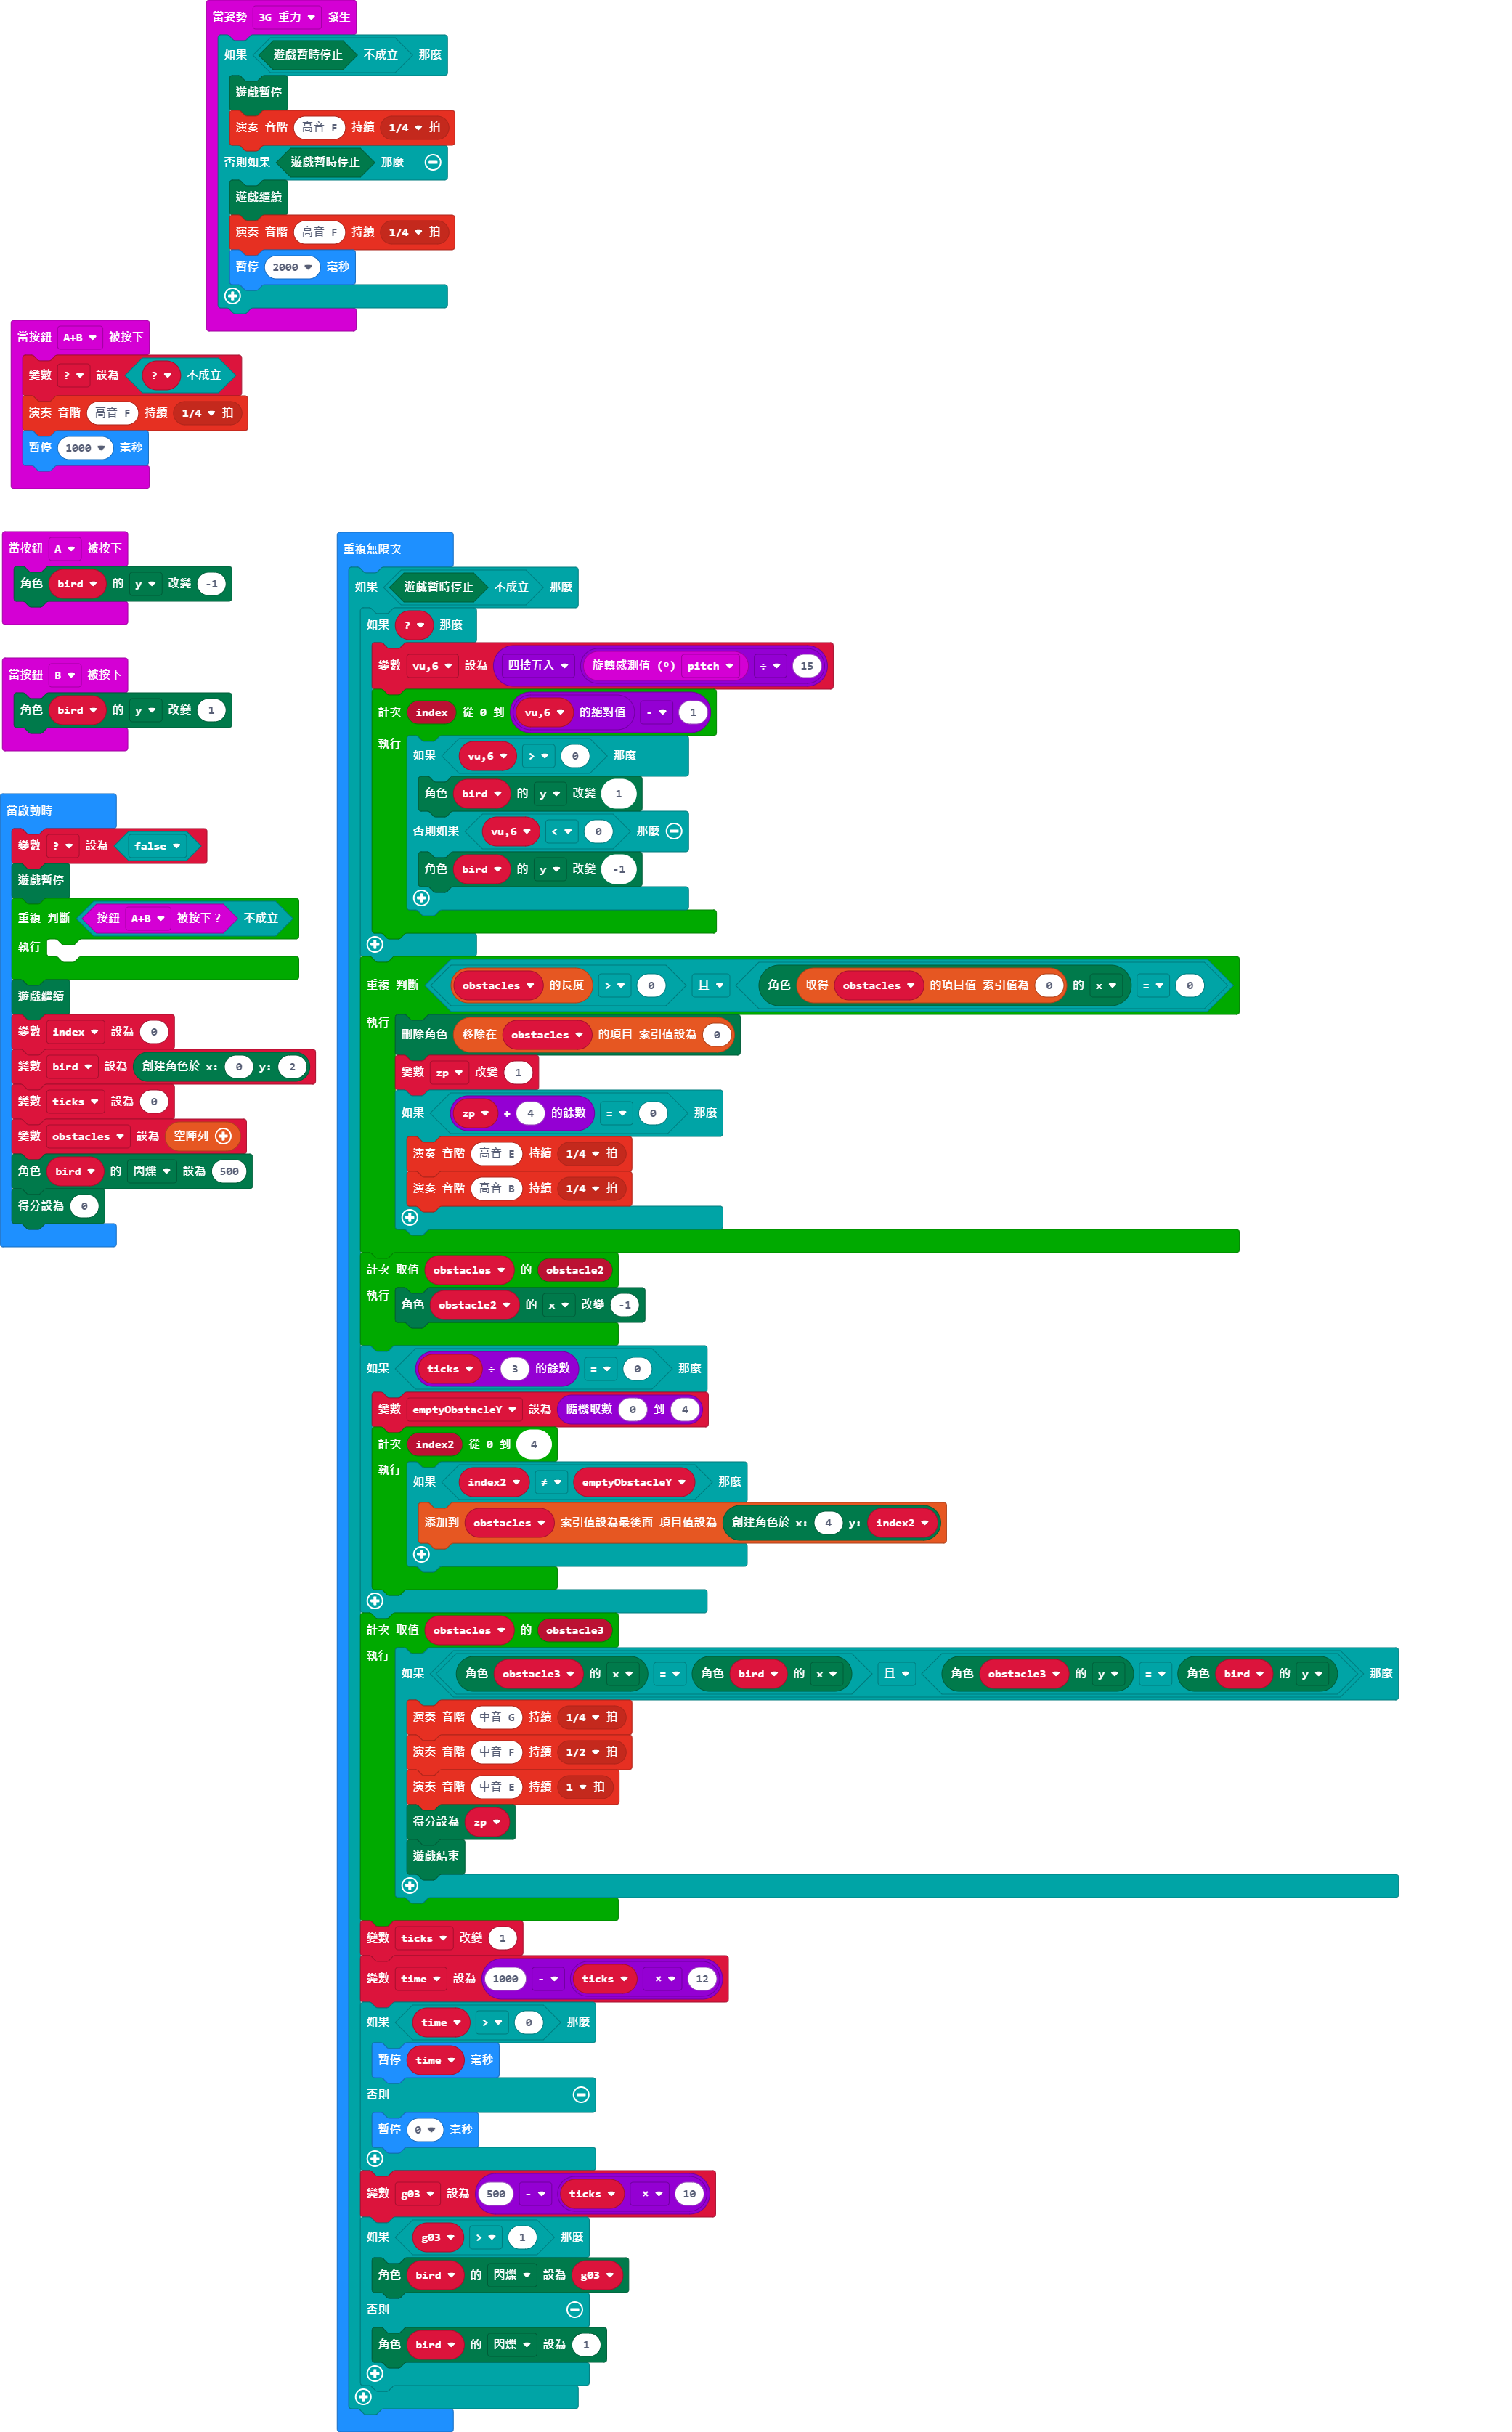 當姿勢 3G 重力 發生
如果 遊戲暫時停止 不成立 那麼
遊戲暫停
演奏 音階 高音 F 持續 1/4 拍
否則如果 遊戲暫時停止 那麼
遊戲繼續
演奏 音階 高音 F 持續 1/4 拍
暫停 2000 毫秒
當按鈕 A+B 被按下
變數 ? 設為 ? 不成立
演奏 音階 高音 F 持續 1/4 拍
暫停 1000 毫秒
當按鈕 A 被按下
角色 bird 的 y 改變 -1
當按鈕 B 被按下
角色 bird 的 y 改變 1
當啟動時
變數 ? 設為 false
遊戲暫停
重複 判斷 按鈕 A+B 被按下? 不成立
執行
遊戲繼續
變數 index 設為 0
變數 bird 設為 創建角色於 x: 0 y: 2
變數 ticks 設為 0
變數 obstacles 設為 空陣列
角色 bird 的 閃爍 設為 500
得分設為 0
重複無限次
如果 遊戲暫時停止 不成立 那麼
如果 ? 那麼
變數 vu,6 設為 四捨五入 旋轉感測值 (º) pitch ÷ 15
計次 index 從 0 到 vu,6 的絕對值 - 1
執行
如果 vu,6 > 0 那麼
角色 bird 的 y 改變 1
否則如果 vu,6 < 0 那麼
角色 bird 的 y 改變 -1
重複 判斷 obstacles 的長度 > 0 且 角色 取得 obstacles 的項目值 索引值為 0 的 x = 0
執行
刪除角色 移除在 obstacles 的項目 索引值設為 0
變數 zp 改變 1
如果 zp ÷ 4 的餘數 = 0 那麼
演奏 音階 高音 E 持續 1/4 拍
演奏 音階 高音 B 持續 1/4 拍
計次 取值 obstacles 的 obstacle2
執行
角色 obstacle2 的 x 改變 -1
如果 ticks ÷ 3 的餘數 = 0 那麼
變數 emptyObstacleY 設為 隨機取數 0 到 4
計次 index2 從 0 到 4
執行
如果 index2 ≠ emptyObstacleY 那麼
添加到 obstacles 索引值設為最後面 項目值設為 創建角色於 x: 4 y: index2
計次 取值 obstacles 的 obstacle3
執行
如果 角色 obstacle3 的 x = 角色 bird 的 x 且 角色 obstacle3 的 y = 角色 bird 的 y 那麼
演奏 音階 中音 G 持續 1/4 拍
演奏 音階 中音 F 持續 1/2 拍
演奏 音階 中音 E 持續 1 拍
得分設為 zp
遊戲結束
變數 ticks 改變 1
變數 time 設為 1000 - ticks × 12
如果 time > 0 那麼
暫停 time 毫秒
否則
暫停 0 毫秒
變數 g03 設為 500 - ticks × 10
如果 g03 > 1 那麼
角色 bird 的 閃爍 設為 g03
否則
角色 bird 的 閃爍 設為 1